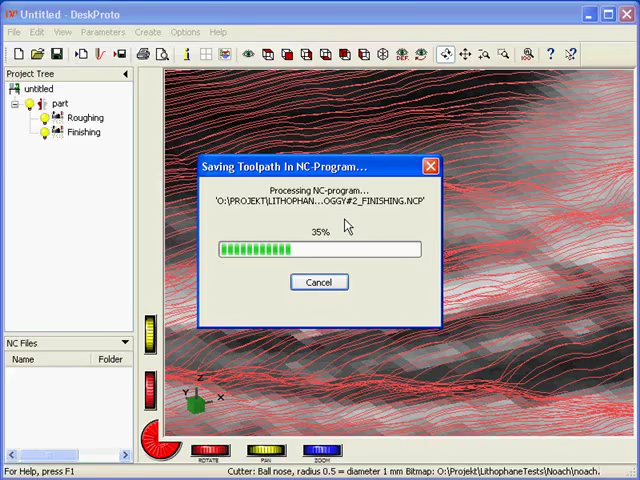 Untitled - DeskProto
File Edit View Parameters Create Options Help
Project Tree
untitled
part
Roughing
Finishing
Saving Toolpath In NC-Program...
Processing NC-program...
'O:\PROJEKT\LITHOPHAN...OGGY#2_FINISHING.NCP'
35%
Cancel
NC Files
Name Folder
Z
Y
X
ROTATE PAN ZOOM
For Help, press F1 Cutter: Ball nose, radius 0.5 = diameter 1 mm Bitmap: O:\Projekt\LithophaneTests\Noach\noach.